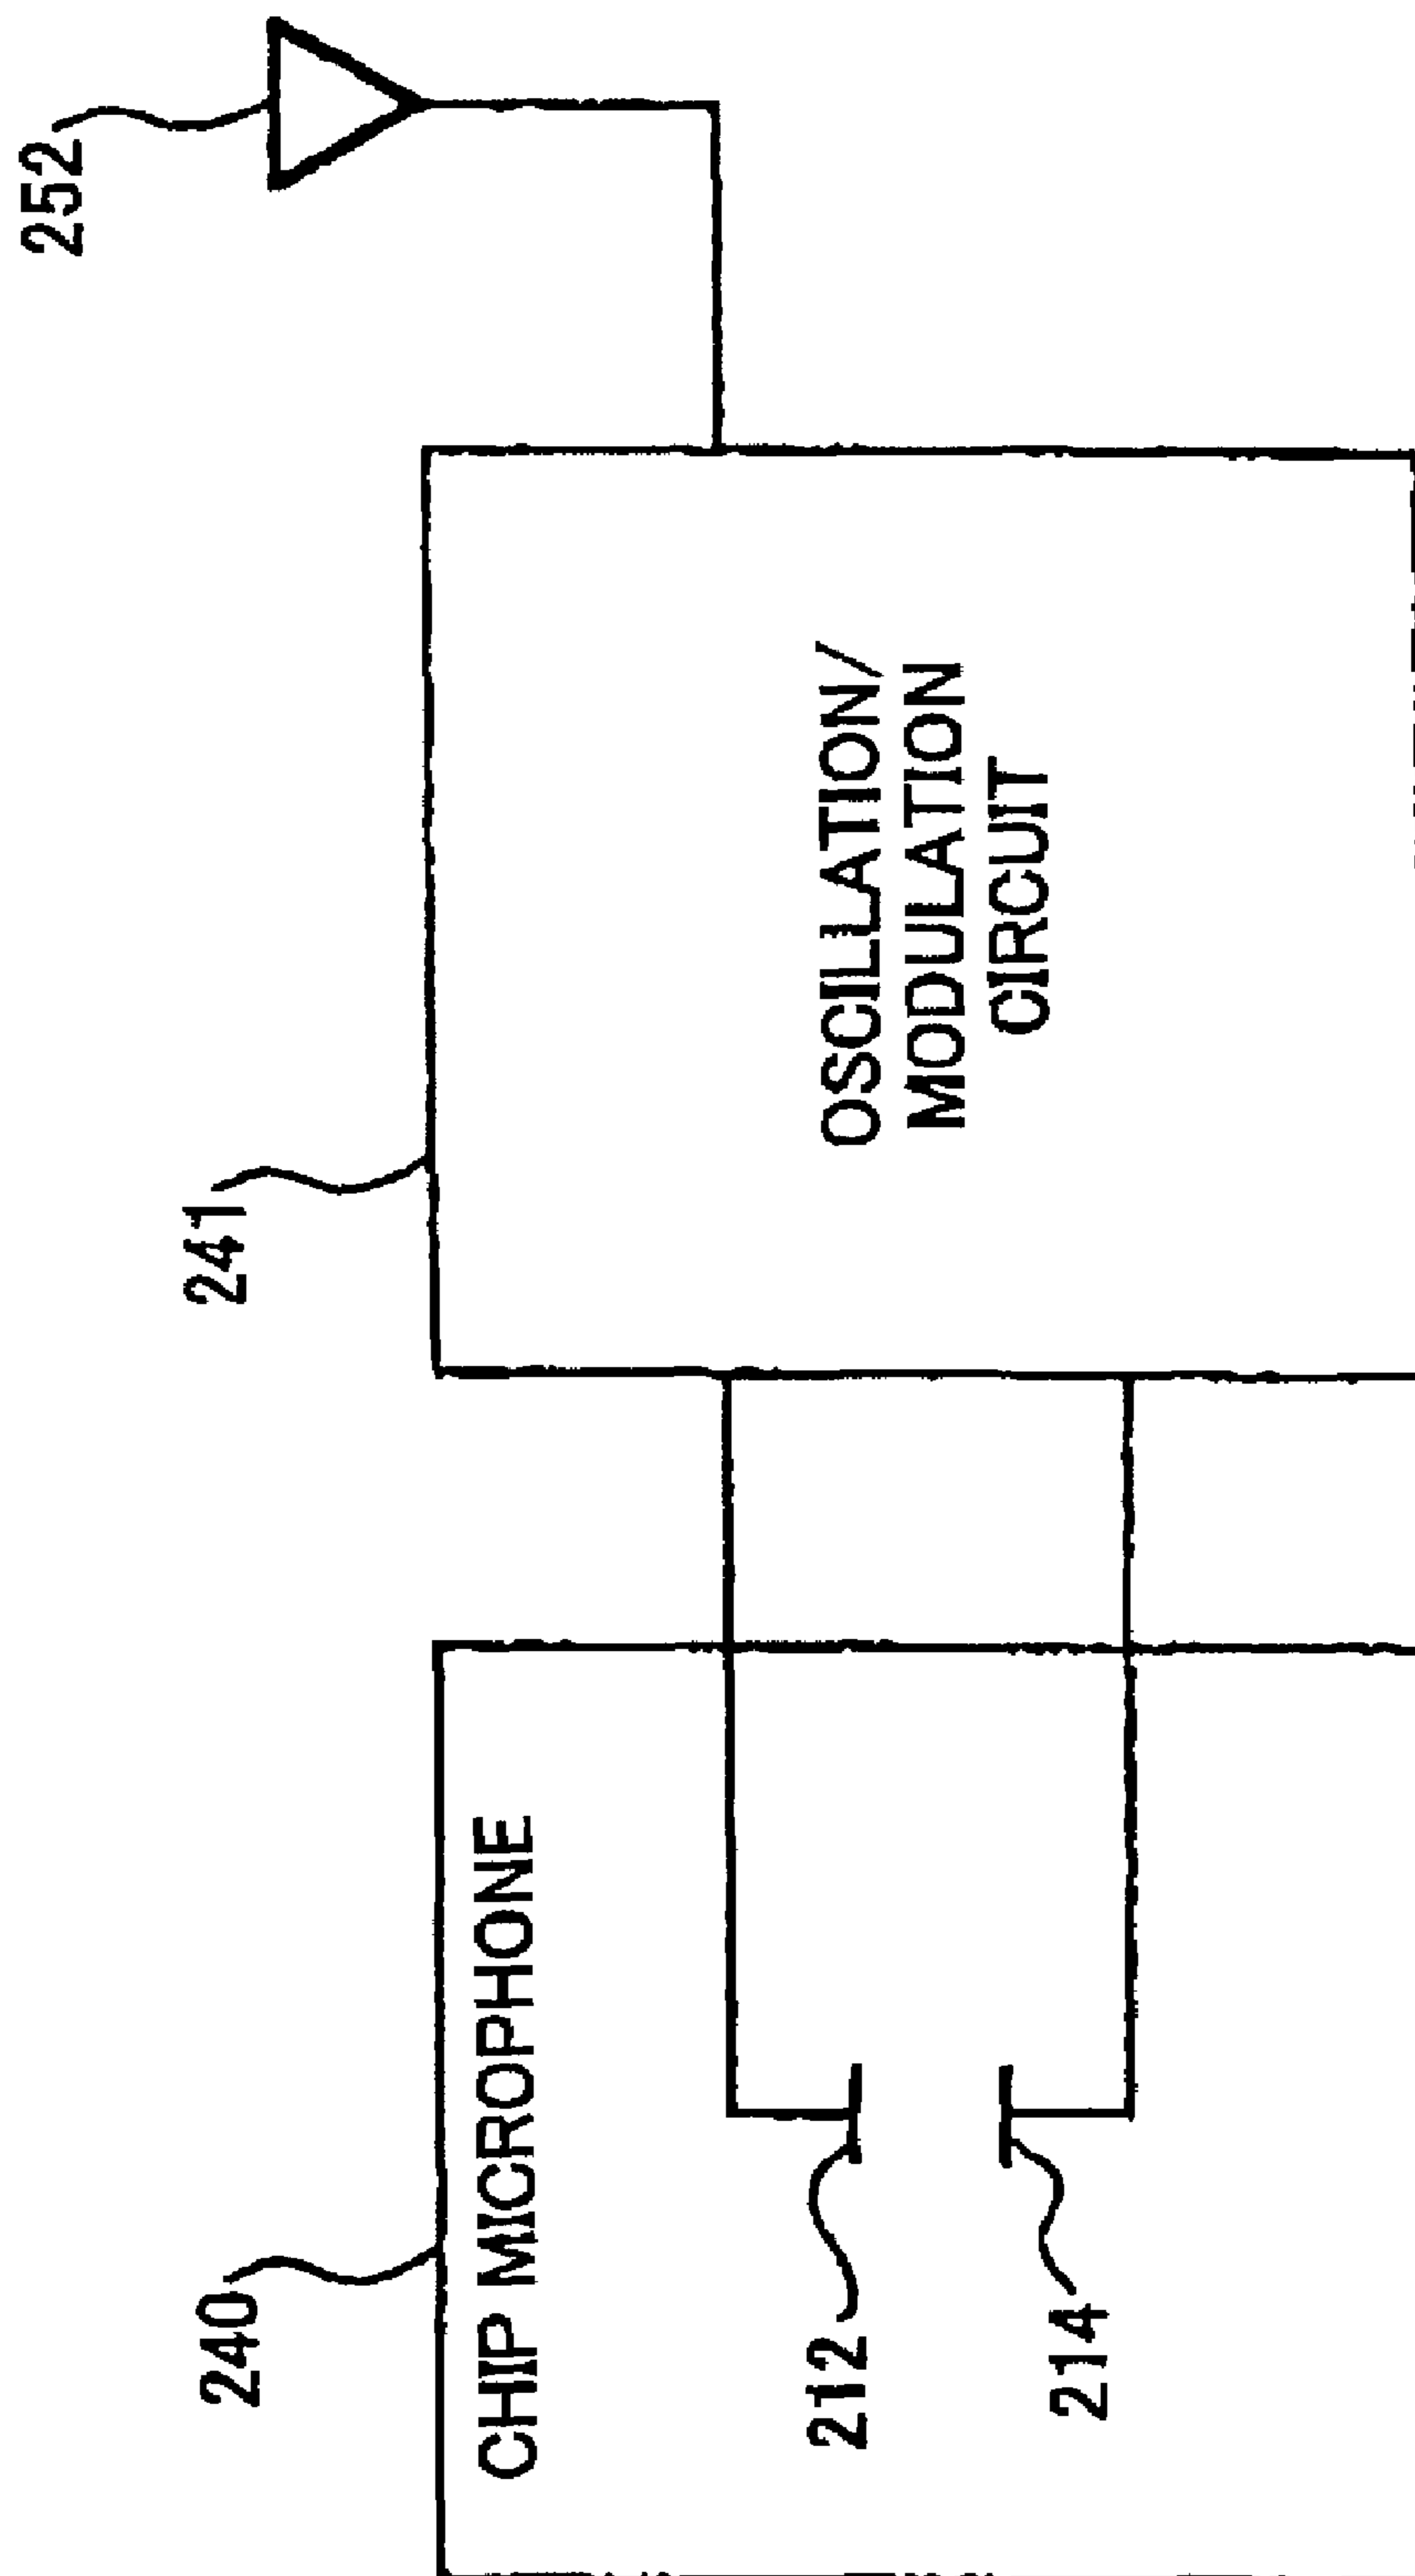 252
241
OSCILLATION/
MODULATION
CIRCUIT
240
CHIP MICROPHONE
212
214